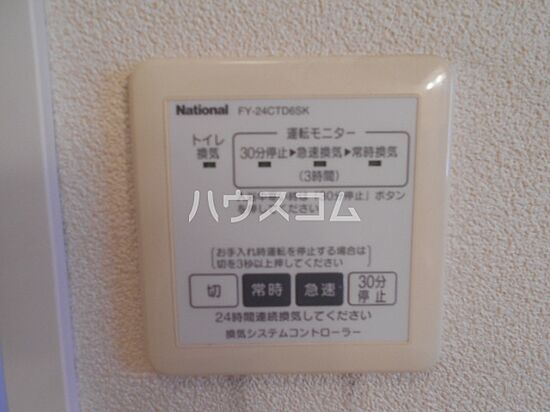 National FY-24CTD6SK
トイレ換気
運転モニター
30分停止▶急速換気▶常時換気
(3時間)
ボタン
ください
ハウスコム
お手入れ時運転を停止する場合は
切を3秒以上押してください
切 常時 急速 30分停止
24時間連続換気してください
換気システムコントローラー